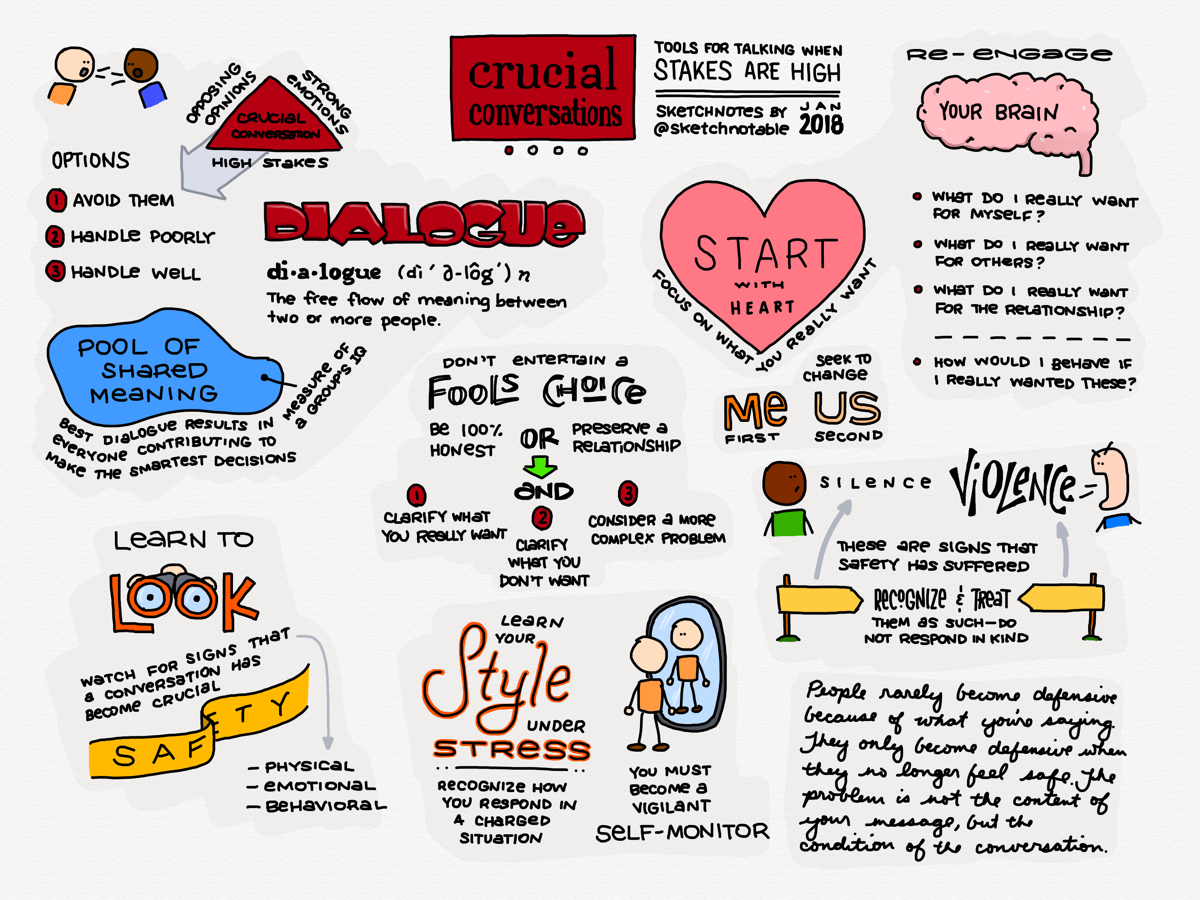 crucial
conversations
TOOLS FOR TALKING WHEN
STAKES ARE HIGH
SKETCHNOTES BY
@sketchnotable
JAN
2018
OPPOSING
OPINIONS
STRONG
EMOTIONS
CRUCIAL
CONVERSATION
HIGH STAKES
OPTIONS
1 AVOID THEM
2 HANDLE POORLY
3 HANDLE WELL
DIALOGUE
di·a·logue (dī′ ə-lôg′) n
The free flow of meaning between
two or more people.
POOL OF
SHARED
MEANING
MEASURE OF
A GROUP'S IQ
BEST DIALOGUE RESULTS IN
EVERYONE CONTRIBUTING TO
MAKE THE SMARTEST DECISIONS
START
WITH
HEART
FOCUS ON WHAT YOU REALLY WANT
SEEK TO
CHANGE
ME US
FIRST SECOND
RE-ENGAGE
YOUR BRAIN
• WHAT DO I REALLY WANT
FOR MYSELF?
• WHAT DO I REALLY WANT
FOR OTHERS?
• WHAT DO I REALLY WANT
FOR THE RELATIONSHIP?
• HOW WOULD I BEHAVE IF
I REALLY WANTED THESE?
DON'T ENTERTAIN A
FOOLS CHOICE
BE 100%
HONEST
OR
PRESERVE A
RELATIONSHIP
AND
1
CLARIFY WHAT
YOU REALLY WANT
2
CLARIFY
WHAT YOU
DON'T WANT
3
CONSIDER A MORE
COMPLEX PROBLEM
LEARN TO
LOOK
WATCH FOR SIGNS THAT
A CONVERSATION HAS
BECOME CRUCIAL
SAFETY
– PHYSICAL
– EMOTIONAL
– BEHAVIORAL
LEARN
YOUR
Style
UNDER
STRESS
RECOGNIZE HOW
YOU RESPOND IN
A CHARGED
SITUATION
YOU MUST
BECOME A
VIGILANT
SELF-MONITOR
SILENCE
VIOLENCE
THESE ARE SIGNS THAT
SAFETY HAS SUFFERED
RECOGNIZE & TREAT
THEM AS SUCH—DO
NOT RESPOND IN KIND
People rarely become defensive
because of what you're saying.
They only become defensive when
they no longer feel safe. The
problem is not the content of
your message, but the
condition of the conversation.